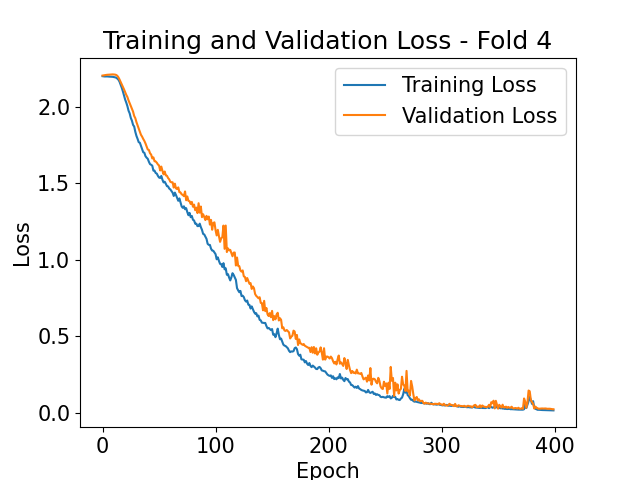 Training and Validation Loss - Fold 4
Training Loss
Validation Loss
Loss
2.0
1.5
1.0
0.5
0.0
0 100 200 300 400
Epoch